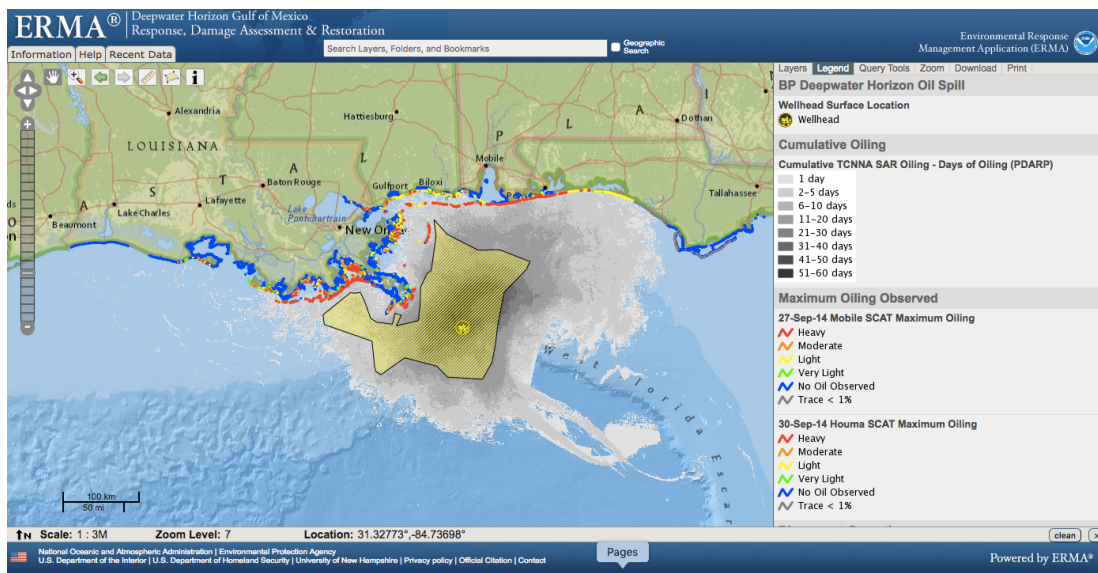 ERMA® Deepwater Horizon Gulf of Mexico
Response, Damage Assessment & Restoration
Environmental Response
Management Application (ERMA)
Information Help Recent Data
Search Layers, Folders, and Bookmarks
Geographic
Search
Layers Legend Query Tools Zoom Download Print
BP Deepwater Horizon Oil Spill
Wellhead Surface Location
Wellhead
Cumulative Oiling
Cumulative TCNNA SAR Oiling - Days of Oiling (PDARP)
1 day
2-5 days
6-10 days
11-20 days
21-30 days
31-40 days
41-50 days
51-60 days
Maximum Oiling Observed
27-Sep-14 Mobile SCAT Maximum Oiling
Heavy
Moderate
Light
Very Light
No Oil Observed
Trace < 1%
30-Sep-14 Houma SCAT Maximum Oiling
Heavy
Moderate
Light
Very Light
No Oil Observed
Trace < 1%
Alexandria
Hattiesburg
Dothan
LOUISIANA
Mobile
Baton Rouge
Gulfport
Biloxi
Tallahassee
Lafayette
Lake Charles
Beaumont
Lake
Pontchartrain
New Or
West Florida Escar
100 km
50 mi
N Scale: 1 : 3M Zoom Level: 7 Location: 31.32773°,-84.73698°
clean
National Oceanic and Atmospheric Administration | Environmental Protection Agency
U.S. Department of the Interior | U.S. Department of Homeland Security | University of New Hampshire | Privacy policy | Official Citation | Contact
Pages
Powered by ERMA®